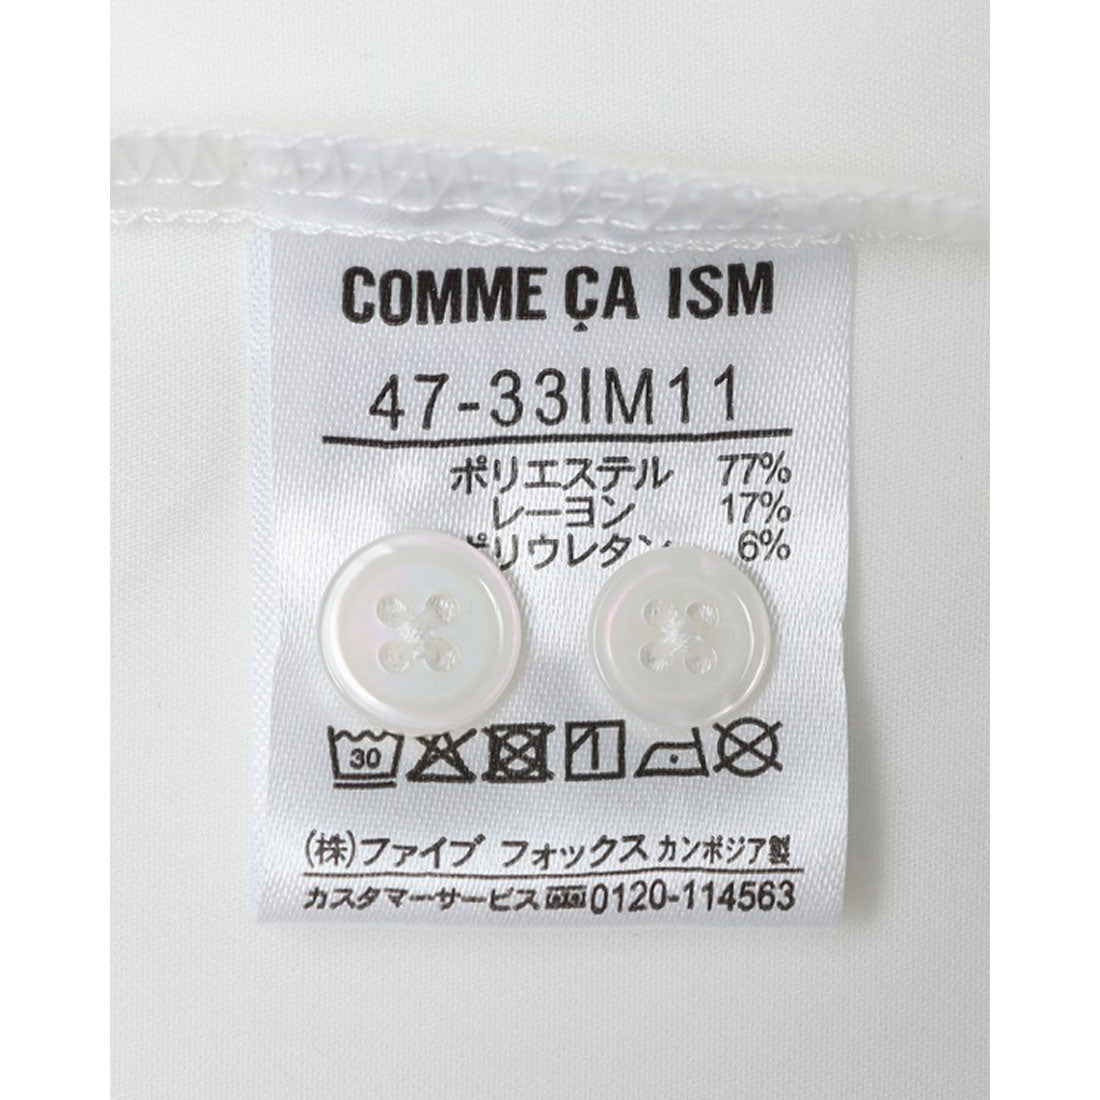 COMME ÇA ISM
47-33IM11
ポリエステル 77%
レーヨン 17%
ポリウレタン 6%
30
(株)ファイブ フォックス カンボジア製
カスタマーサービス 0120-114563